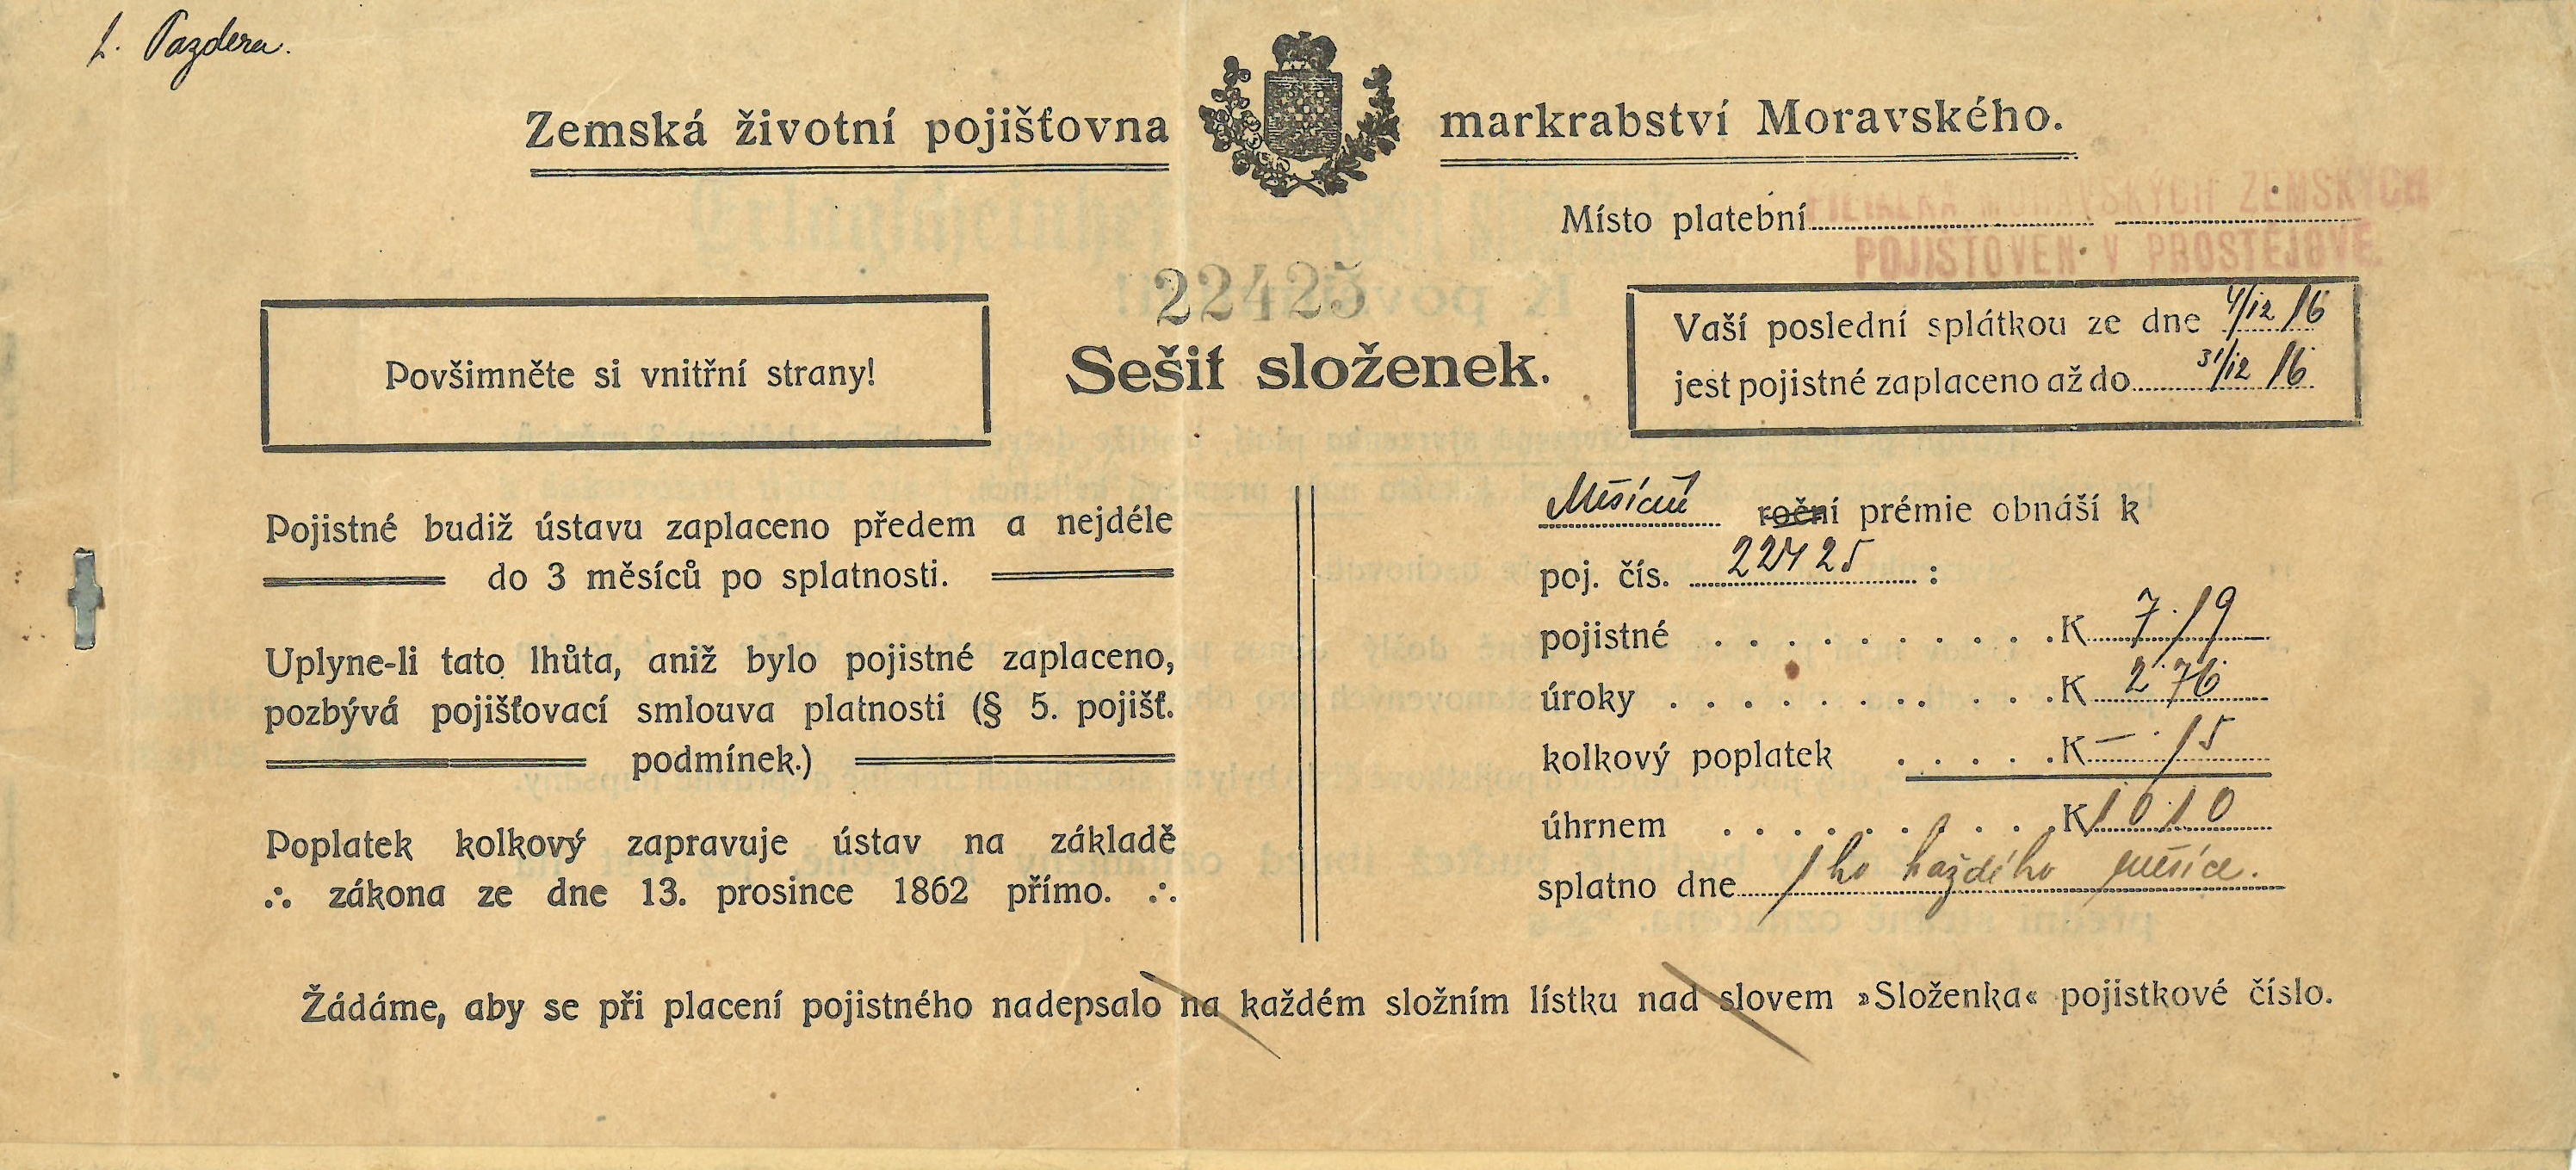 Pazdera.
Zemská životní pojišťovna markrabství Moravského.
Místo platební
FILIÁLKA MORAVSKÝCH ZEMSKÝCH
POJIŠŤOVEN V PROSTĚJOVĚ.
22425
Sešit složenek.
Povšimněte si vnitřní strany!
Vaší poslední splátkou ze dne 4/12 16
jest pojistné zaplaceno až do 31/12 16
Pojistné budiž ústavu zaplaceno předem a nejdéle
do 3 měsíců po splatnosti.
Uplyne-li tato lhůta, aniž bylo pojistné zaplaceno,
pozbývá pojišťovací smlouva platnosti (§ 5. pojišť.
podmínek.)
Poplatek kolkový zapravuje ústav na základě
∴ zákona ze dne 13. prosince 1862 přímo. ∴
Měsíční roční prémie obnáší k
poj. čís. 22425 :
pojistné . . . . . . . . . . K 7.19
úroky . . . . . . . . . . . K 2.76
kolkový poplatek . . . . . K —.15
úhrnem . . . . . . . . . . K 10.10
splatno dne 1ho každého měsíce.
Žádáme, aby se při placení pojistného nadepsalo na každém složním lístku nad slovem »Složenka« pojistkové číslo.